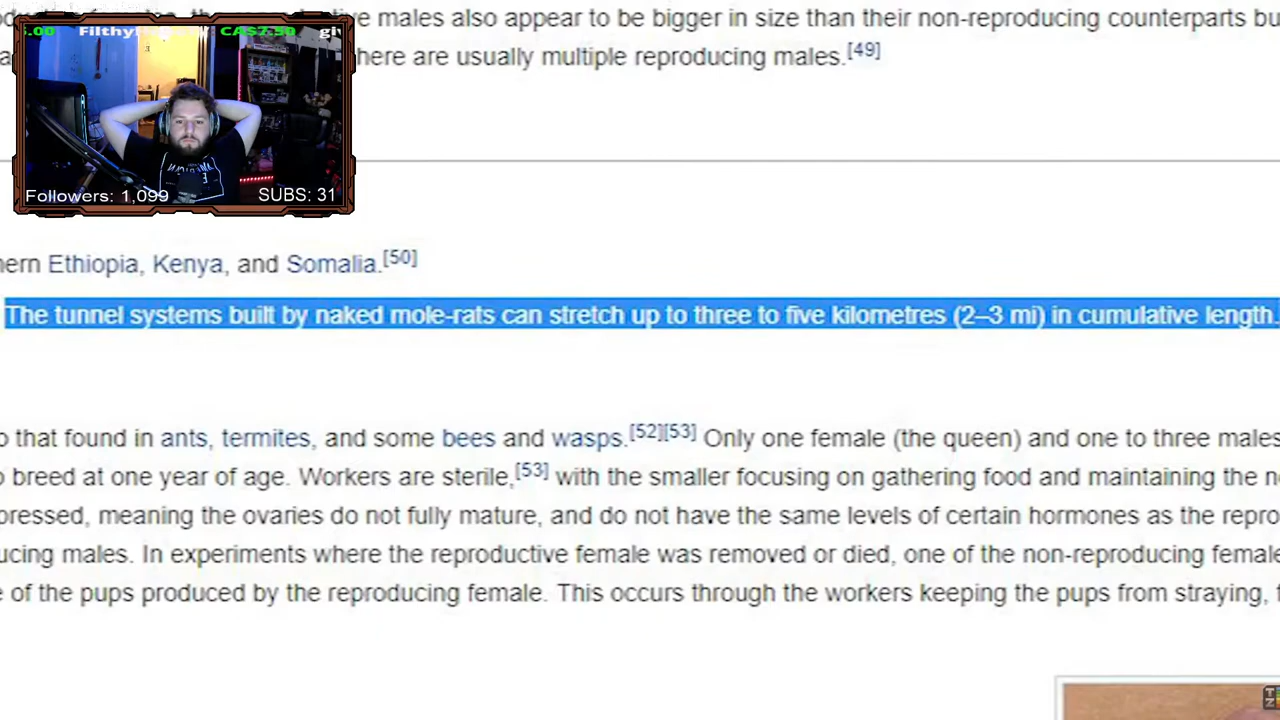 males also appear to be bigger in size than their non-reproducing counterparts
.00 CA$7.50
here are usually multiple reproducing males.[49]
Followers: 1,099 SUBS: 31
Ethiopia, Kenya, and Somalia.[50]
The tunnel systems built by naked mole-rats can stretch up to three to five kilometres (2–3 mi) in cumulative length.
that found in ants, termites, and some bees and wasps.[52][53] Only one female (the queen) and one to three males
breed at one year of age. Workers are sterile,[53] with the smaller focusing on gathering food and maintaining the
pressed, meaning the ovaries do not fully mature, and do not have the same levels of certain hormones as the
ucing males. In experiments where the reproductive female was removed or died, one of the non-reproducing
of the pups produced by the reproducing female. This occurs through the workers keeping the pups from straying,